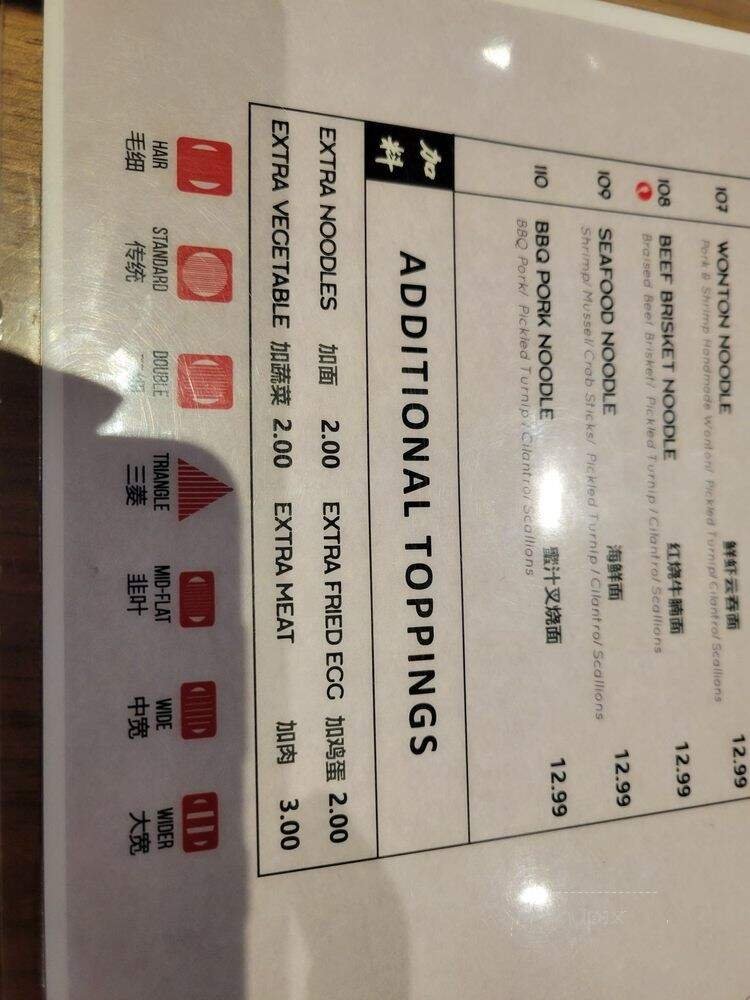 107 WONTON NOODLE 鲜虾云吞面 12.99
Pork & Shrimp Handmade Wonton/ Pickled Turnip/Cilantro/Scallions
108 BEEF BRISKET NOODLE 红烧牛腩面 12.99
Braised Beef Brisket/ Pickled Turnip /Cilantro/ Scallions
109 SEAFOOD NOODLE 海鲜面 12.99
Shrimp/Mussel/Crab Sticks/ Pickled Turnip /Cilantro/ Scallions
110 BBQ PORK NOODLE 蜜汁叉烧面 12.99
BBQ Pork/ Pickled Turnip /Cilantro/ Scallions
加料 ADDITIONAL TOPPINGS
EXTRA NOODLES 加面 2.00 EXTRA FRIED EGG 加鸡蛋 2.00
EXTRA VEGETABLE 加蔬菜 2.00 EXTRA MEAT 加肉 3.00
HAIR STANDARD DOUBLE TRIANGLE MID-FLAT WIDE WIDER
毛细 传统 三菱 韭叶 中宽 大宽